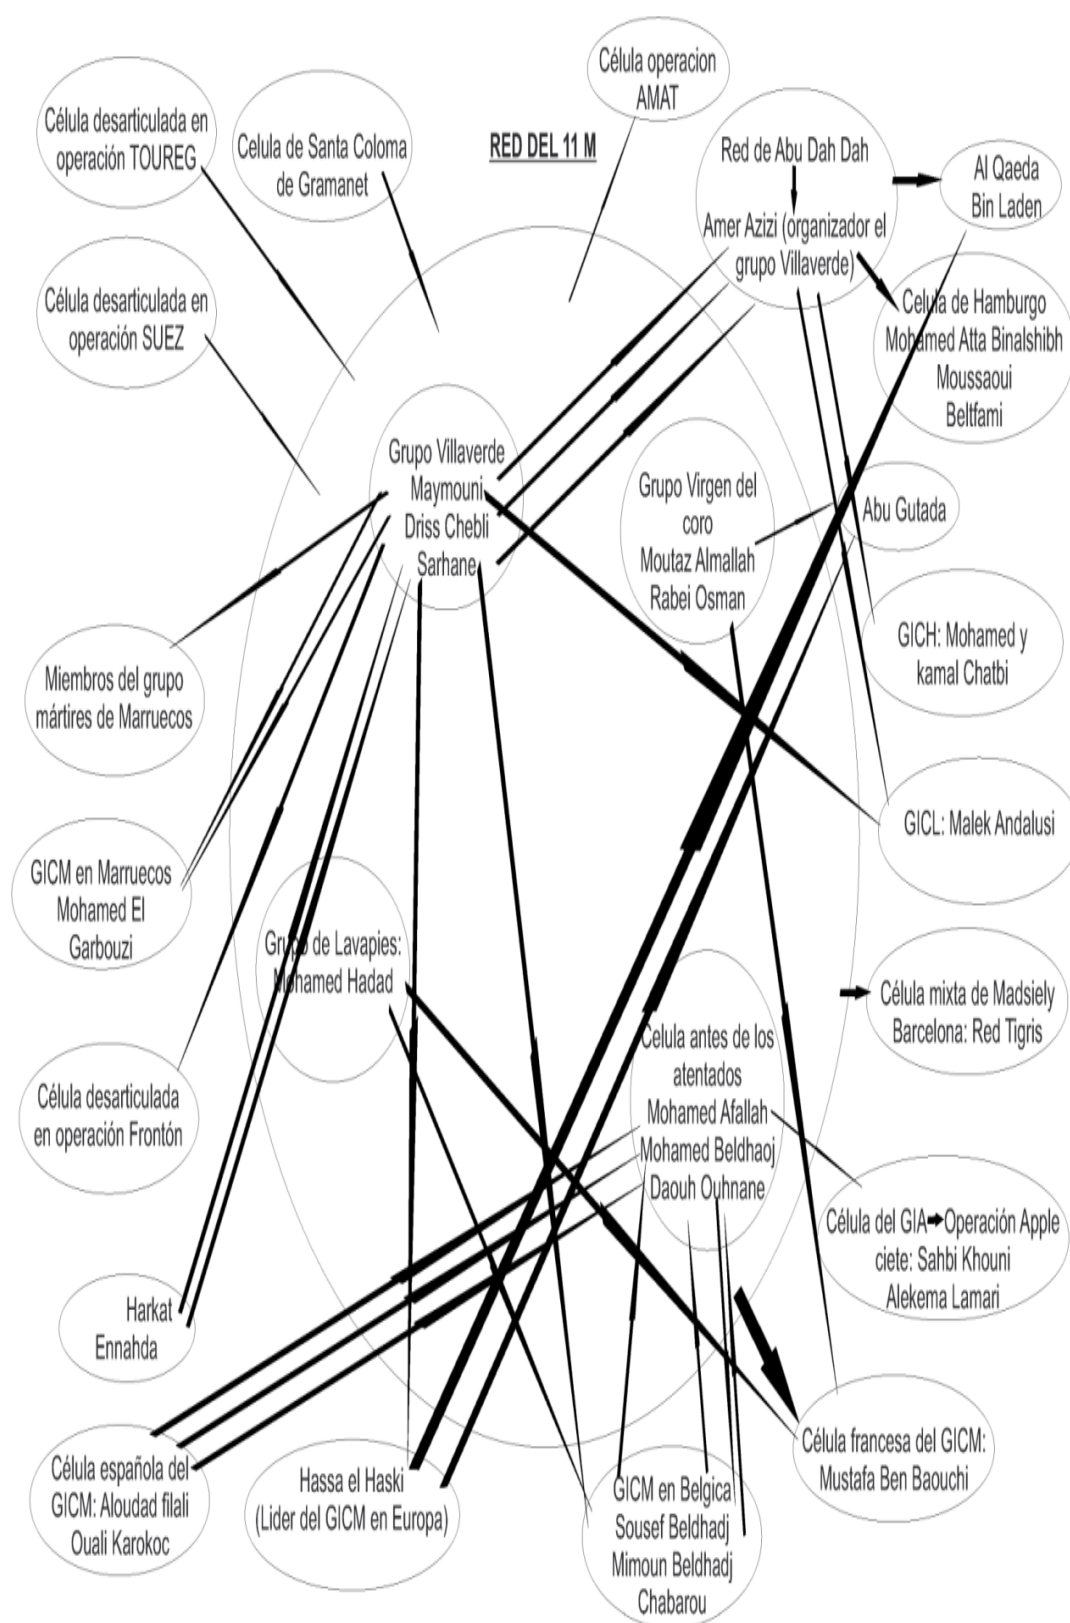 Célula operacion
AMAT
Célula desarticulada en
operación TOUREG
Celula de Santa Coloma
de Gramanet
RED DEL 11 M
Red de Abu Dah Dah
Amer Azizi (organizador el
grupo Villaverde)
Al Qaeda
Bin Laden
Célula desarticulada en
operación SUEZ
Celula de Hamburgo
Mohamed Atta Binalshibh
Moussaoui
Beltfami
Grupo Villaverde
Maymouni
Driss Chebli
Sarhane
Grupo Virgen del
coro
Moutaz Almallah
Rabei Osman
Abu Gutada
GICH: Mohamed y
kamal Chatbi
Miembros del grupo
mártires de Marruecos
GICL: Malek Andalusi
GICM en Marruecos
Mohamed El
Garbouzi
Grupo de Lavapies:
Mohamed Hadad
Célula mixta de Madsiely
Barcelona: Red Tigris
Celula antes de los
atentados
Mohamed Afallah
Mohamed Beldhaoj
Daouh Ouhnane
Célula desarticulada
en operación Frontón
Célula del GIA Operación Apple
ciete: Sahbi Khouni
Alekema Lamari
Harkat
Ennahda
Célula francesa del GICM:
Mustafa Ben Baouchi
Célula española del
GICM: Aloudad filali
Ouali Karokoc
Hassa el Haski
(Lider del GICM en Europa)
GICM en Belgica
Sousef Beldhadj
Mimoun Beldhadj
Chabarou